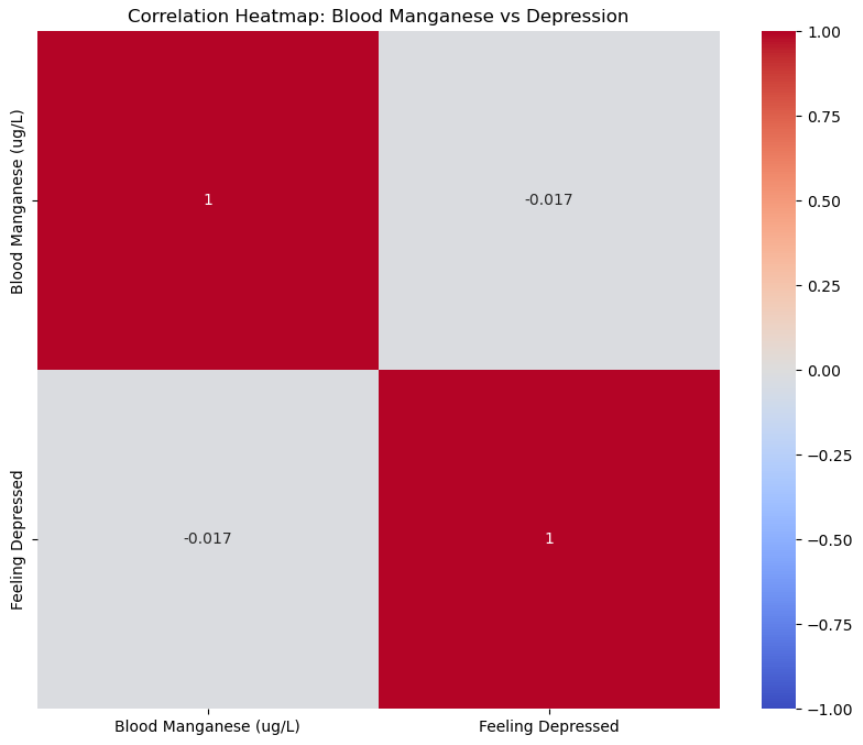 Correlation Heatmap: Blood Manganese vs Depression
Blood Manganese (ug/L)
Feeling Depressed
1
-0.017
-0.017
1
Blood Manganese (ug/L)
Feeling Depressed
1.00
0.75
0.50
0.25
0.00
−0.25
−0.50
−0.75
−1.00